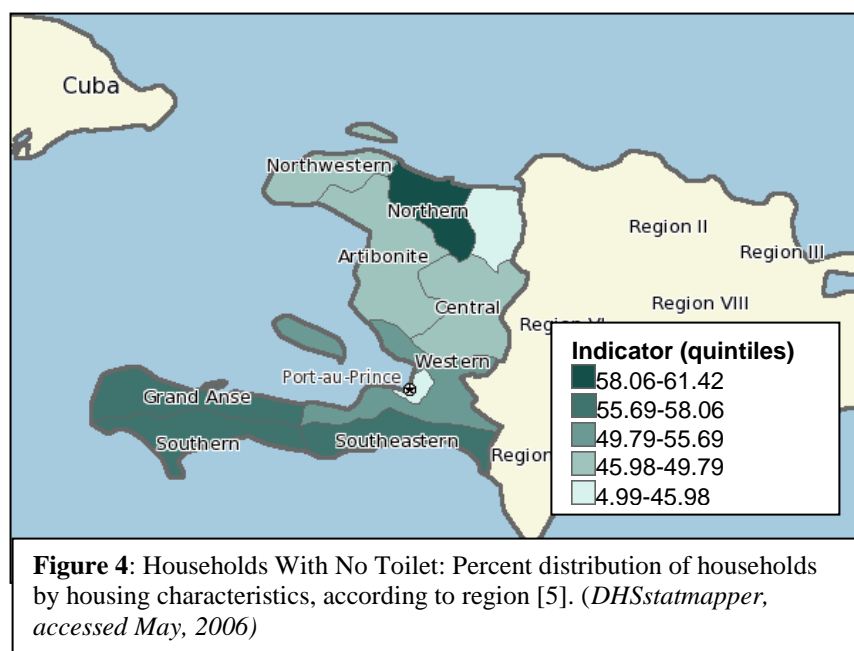 Cuba
Northwestern
Northern
Region II
Region III
Artibonite
Region VIII
Central
Region VI
Western
Port-au-Prince
Grand Anse
Southern
Southeastern
Region
Indicator (quintiles)
58.06-61.42
55.69-58.06
49.79-55.69
45.98-49.79
4.99-45.98
Figure 4: Households With No Toilet: Percent distribution of households
by housing characteristics, according to region [5]. (DHSstatmapper,
accessed May, 2006)